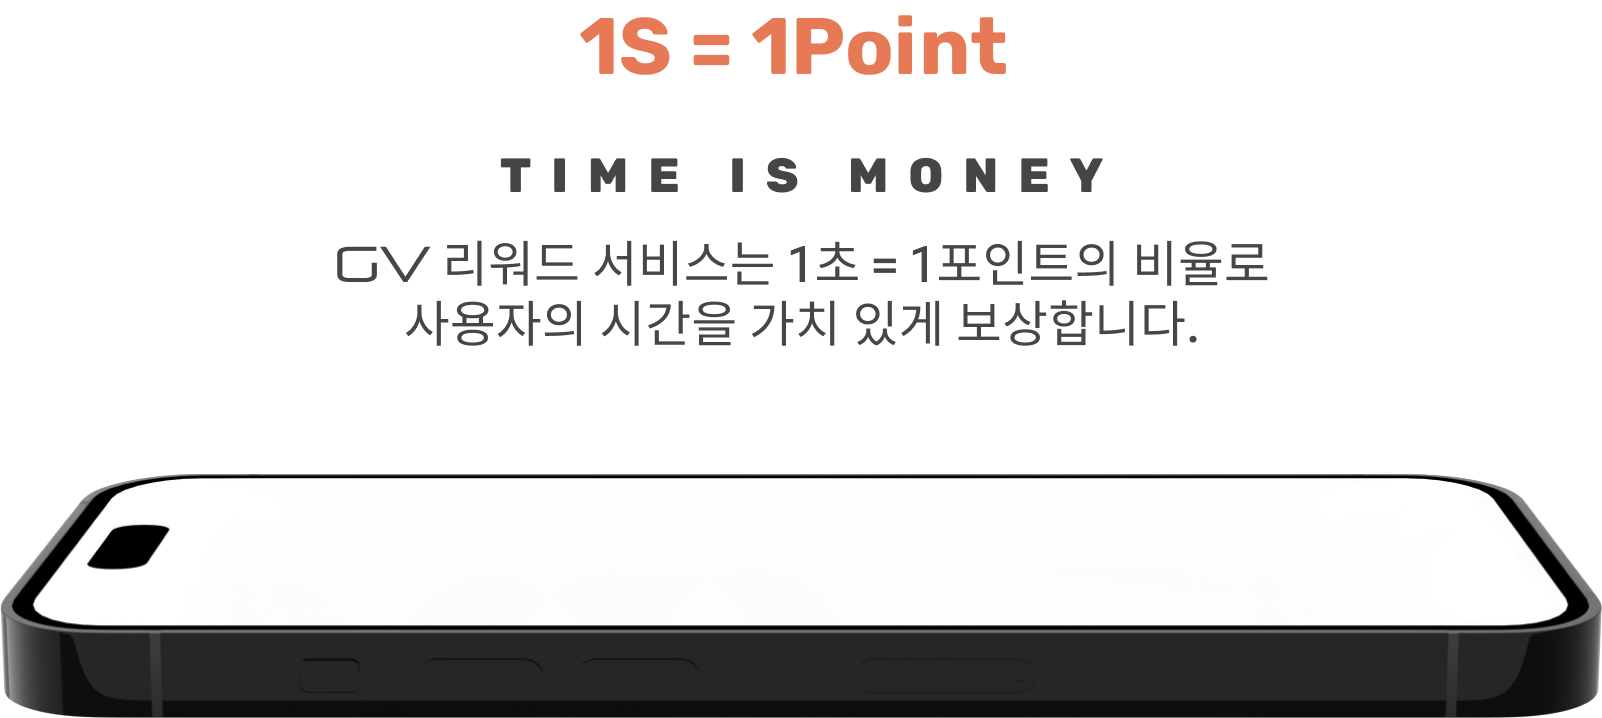 1S = 1Point
TIME IS MONEY
GV 리워드 서비스는 1초 = 1포인트의 비율로
사용자의 시간을 가치 있게 보상합니다.